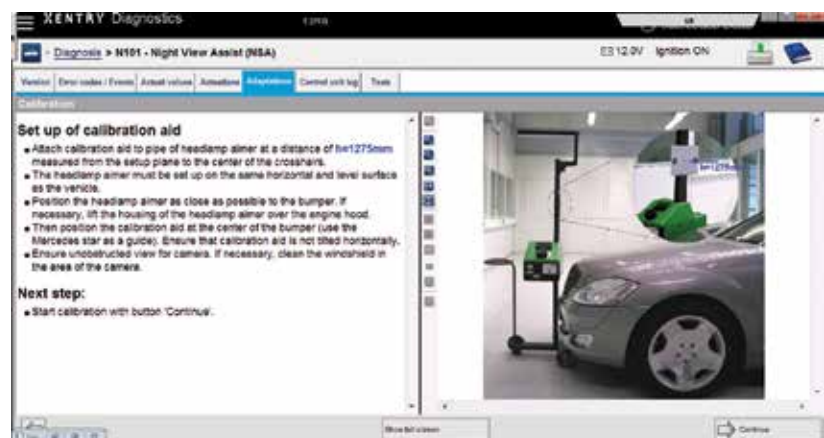 XENTRY Diagnostics
Diagnosis > N101 - Night View Assist (NSA)
12.0V Ignition ON
Version Error codes / Events Actual values Actuations Adaptations Control unit log Tests
Calibration
Set up of calibration aid
Attach calibration aid to pipe of headlamp aimer at a distance of h=1275mm
measured from the setup plane to the center of the crosshairs.
The headlamp aimer must be set up on the same horizontal and level surface
as the vehicle.
Position the headlamp aimer as close as possible to the bumper. If
necessary, lift the housing of the headlamp aimer over the engine hood.
Then position the calibration aid at the center of the bumper (use the
Mercedes star as a guide). Ensure that calibration aid is not tilted horizontally.
Ensure unobstructed view for camera. If necessary, clean the windshield in
the area of the camera.
Next step:
Start calibration with button 'Continue'.
h=1275mm
Show full screen
Continue